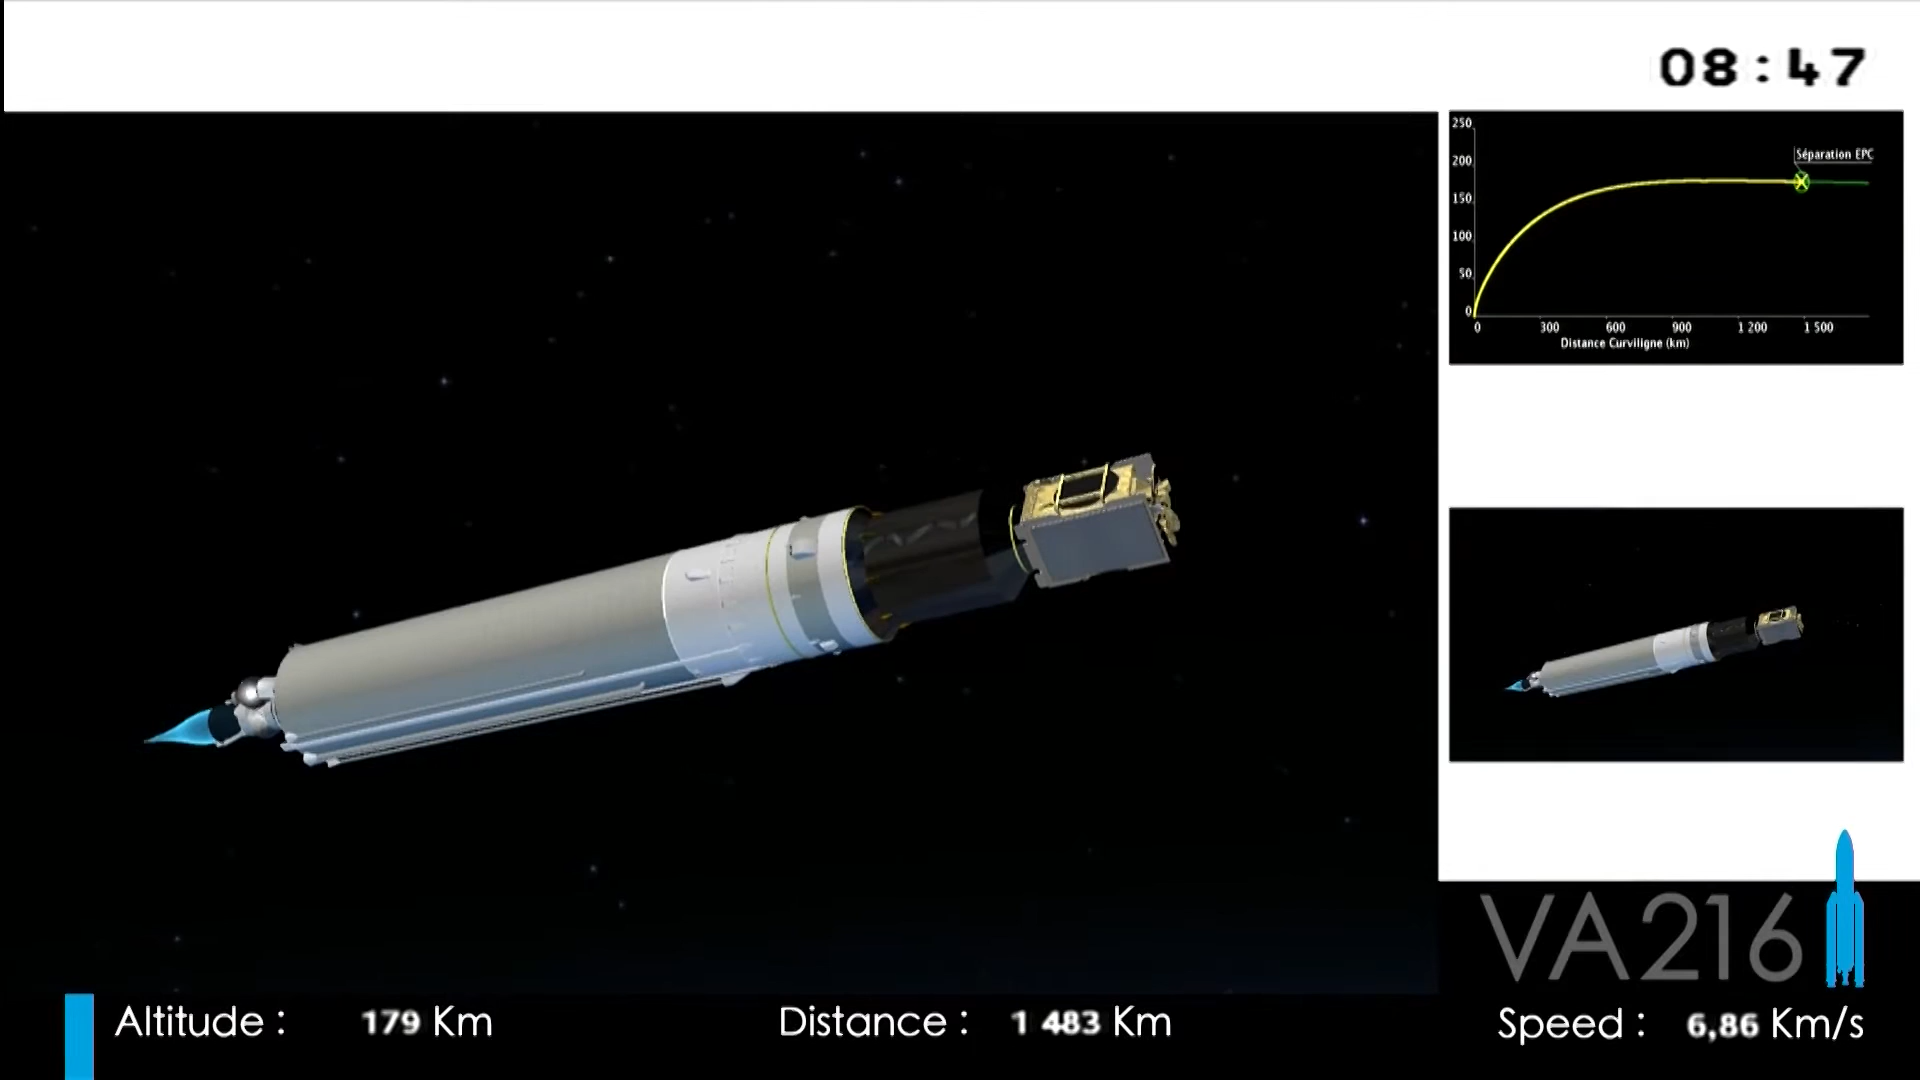 08:47
250
200
150
100
50
0
Séparation EPC
0 300 600 900 1 200 1 500
Distance Curviligne (km)
VA216
Altitude : 179 Km
Distance : 1 483 Km
Speed : 6,86 Km/s